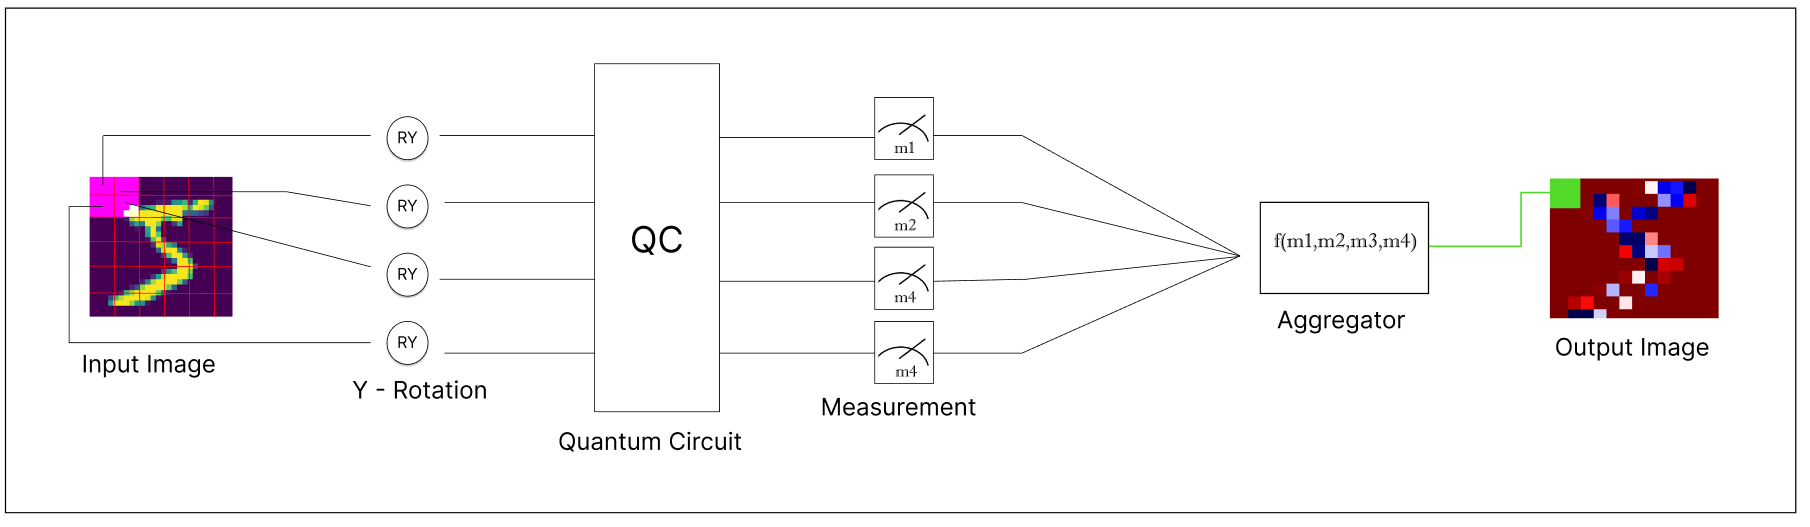 RY
RY
RY
RY
QC
m1
m2
m4
m4
f(m1,m2,m3,m4)
Input Image
Y - Rotation
Quantum Circuit
Measurement
Aggregator
Output Image